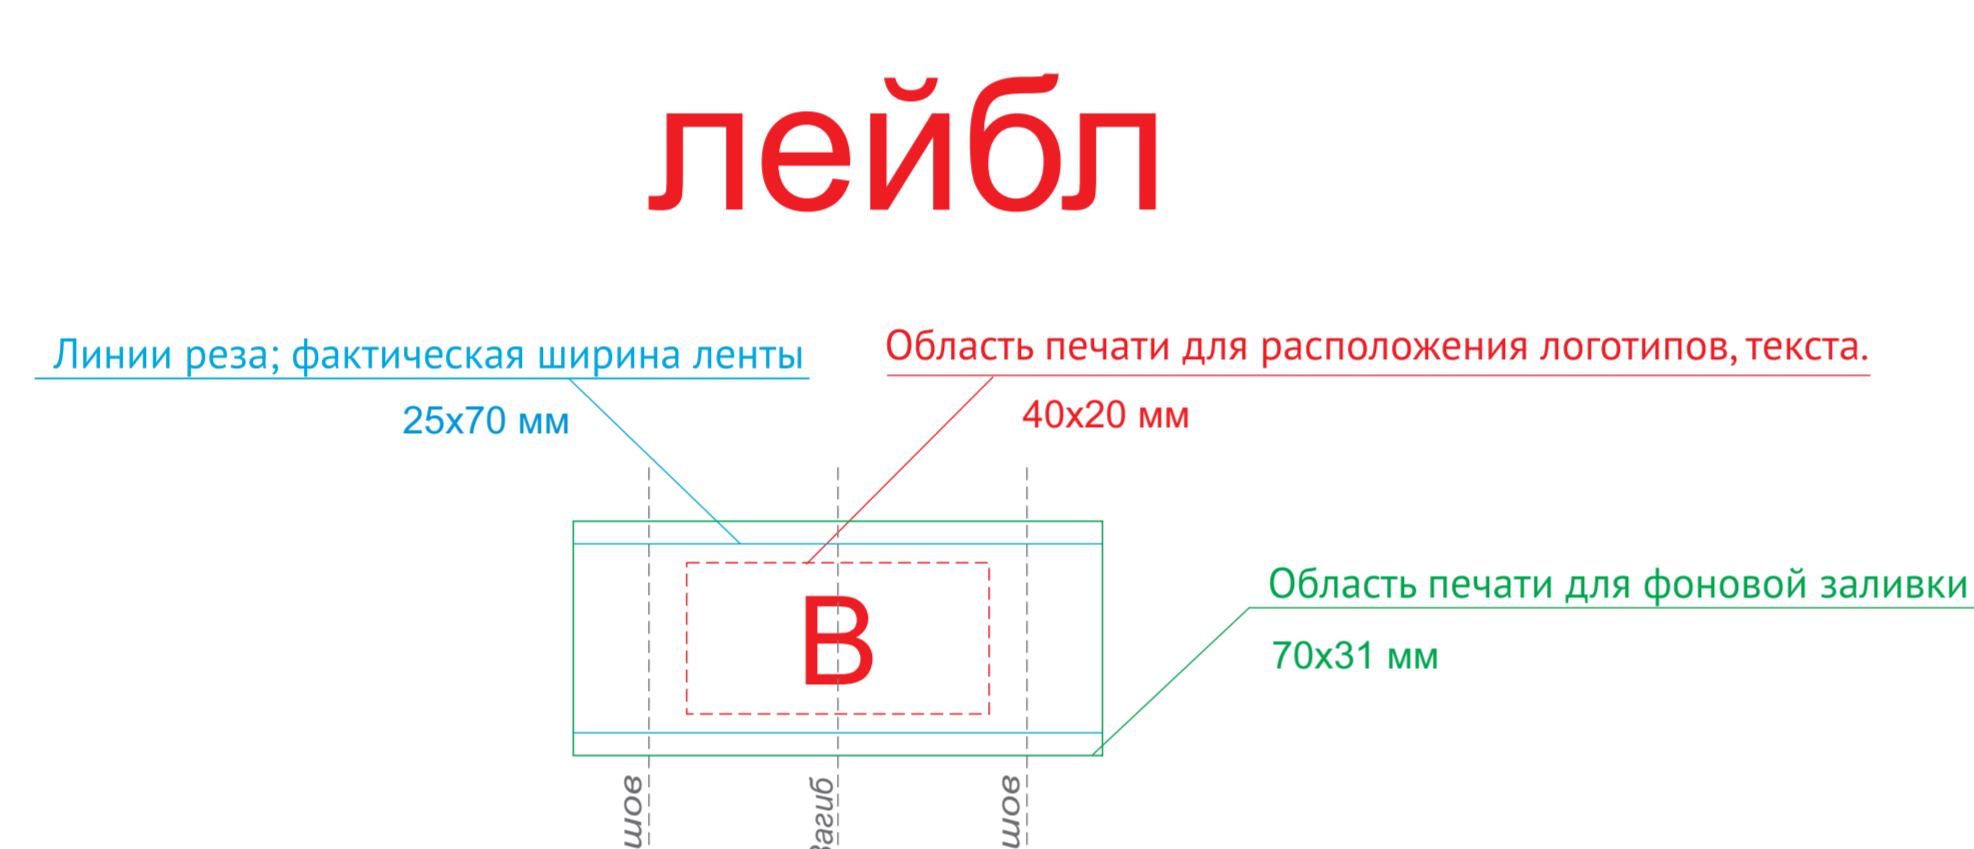 лейбл
Линии реза; фактическая ширина ленты
25х70 мм
Область печати для расположения логотипов, текста.
40х20 мм
В
Область печати для фоновой заливки
70х31 мм
шов
загиб
шов